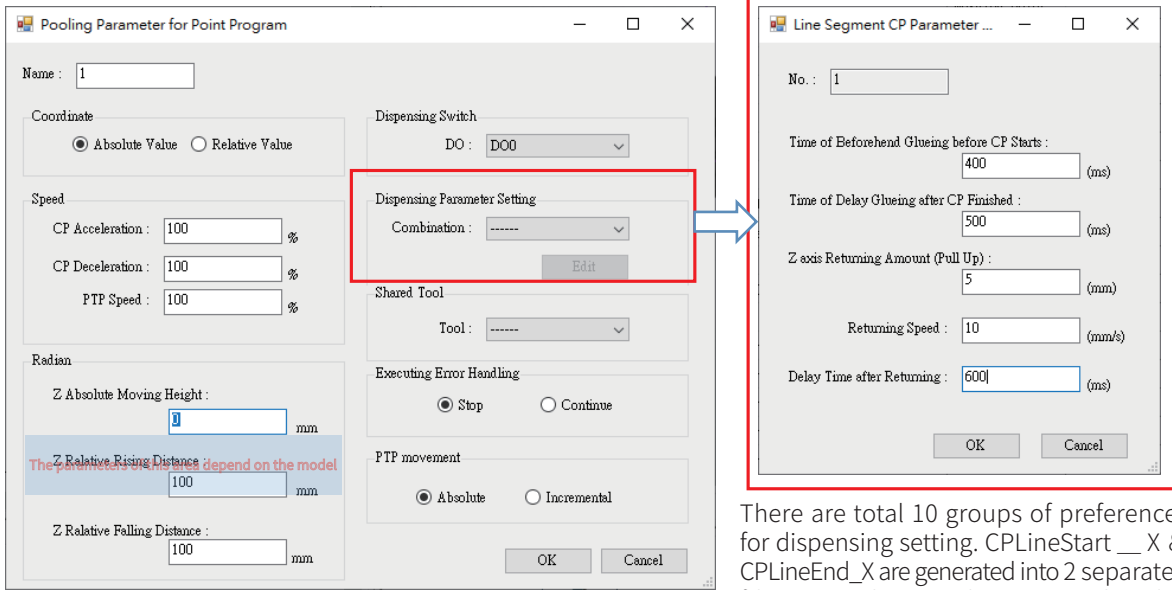 Pooling Parameter for Point Program
Name : 1
Coordinate
Absolute Value Relative Value
Speed
CP Acceleration : 100 %
CP Deceleration : 100 %
PTP Speed : 100 %
Radian
Z Absolute Moving Height :
0 mm
Z Ralative Rising Distance :
The parameters of this area depend on the model
100 mm
Z Ralative Falling Distance :
100 mm
Dispensing Switch
DO : DO0
Dispensing Parameter Setting
Combination : ------
Edit
Shared Tool
Tool : ------
Executing Error Handling
Stop Continue
PTP movement
Absolute Incremental
OK Cancel
Line Segment CP Parameter ...
No. : 1
Time of Beforehend Glueing before CP Starts :
400 (ms)
Time of Delay Glueing after CP Finished :
500 (ms)
Z axis Returning Amount (Pull Up) :
5 (mm)
Returning Speed : 10 (mm/s)
Delay Time after Returning : 600 (ms)
OK Cancel
There are total 10 groups of preference
for dispensing setting. CPLineStart __ X &
CPLineEnd_X are generated into 2 separate